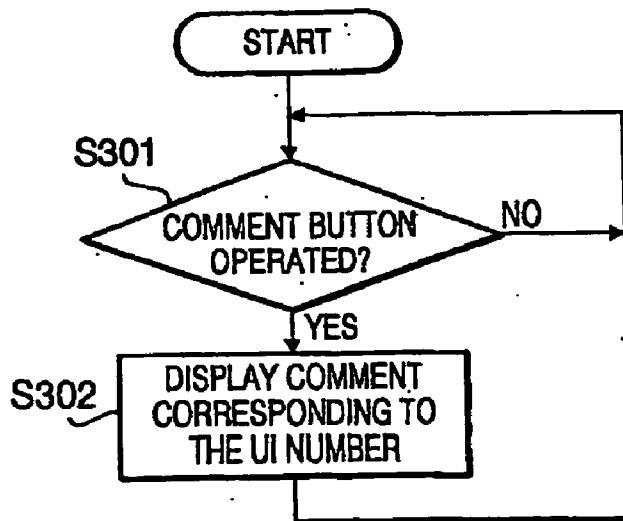 START
S301
COMMENT BUTTON
OPERATED?
NO
YES
S302
DISPLAY COMMENT
CORRESPONDING TO
THE UI NUMBER